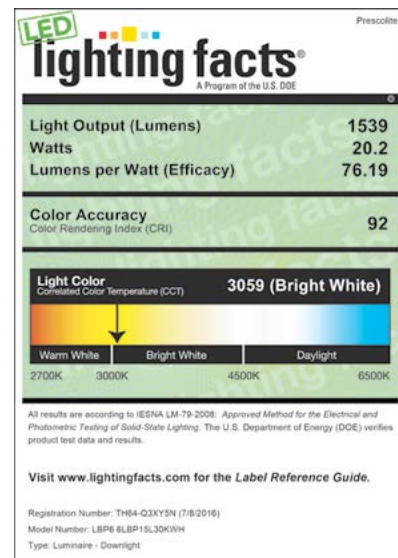 Prescolite
LED
lighting facts®
A Program of the U.S. DOE
Light Output (Lumens) 1539
Watts 20.2
Lumens per Watt (Efficacy) 76.19
Color Accuracy
Color Rendering Index (CRI) 92
Light Color
Correlated Color Temperature (CCT) 3059 (Bright White)
Warm White Bright White Daylight
2700K 3000K 4500K 6500K
All results are according to IESNA LM-79-2008: Approved Method for the Electrical and
Photometric Testing of Solid-State Lighting. The U.S. Department of Energy (DOE) verifies
product test data and results.
Visit www.lightingfacts.com for the Label Reference Guide.
Registration Number: TH64-Q3XY5N (7/8/2016)
Model Number: LBP6 6LBP15L30KWH
Type: Luminaire - Downlight